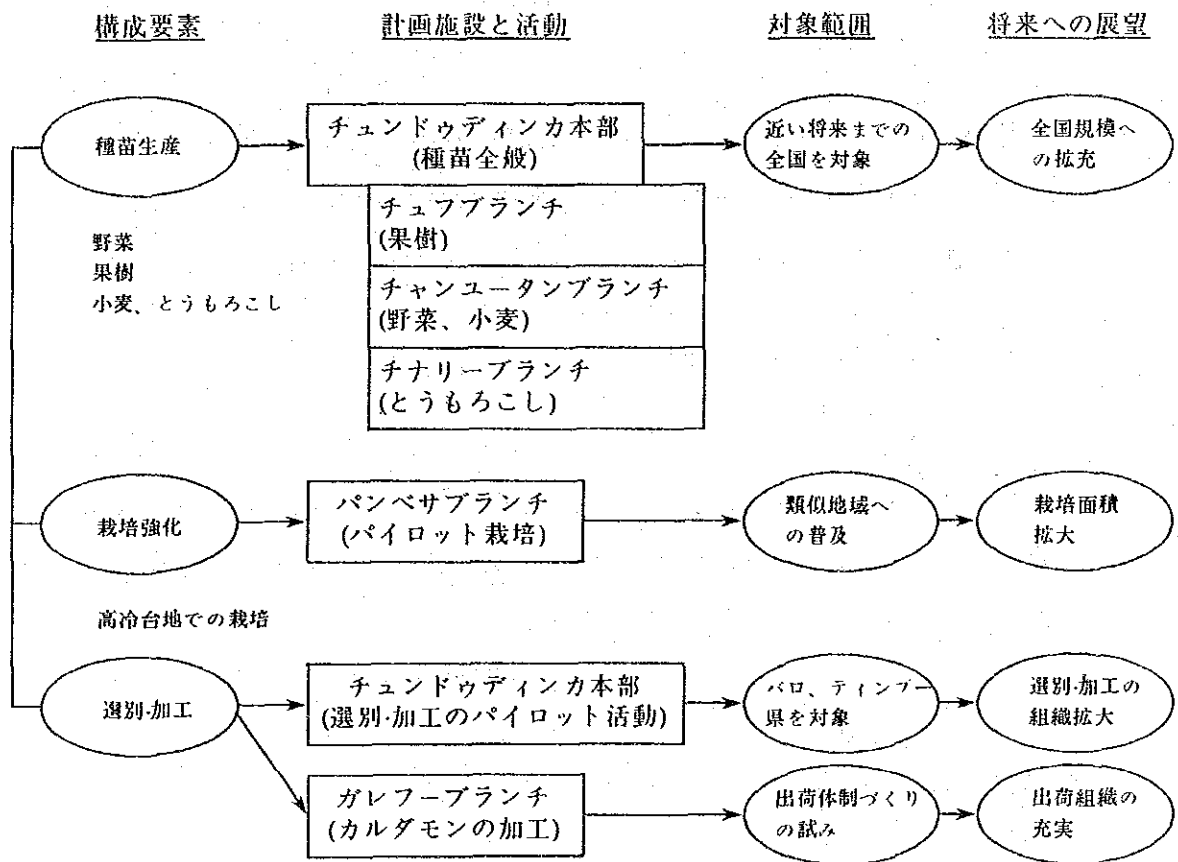 構成要素 計画施設と活動 対象範囲 将来への展望
種苗生産
チュンドゥディンカ本部
(種苗全般)
近い将来までの
全国を対象
全国規模へ
の拡充
野菜
果樹
小麦、とうもろこし
チュフブランチ
(果樹)
チャンユータンブランチ
(野菜、小麦)
チナリーブランチ
(とうもろこし)
栽培強化
パンベサブランチ
(パイロット栽培)
類似地域へ
の普及
栽培面積
拡大
高冷台地での栽培
選別·加工
チュンドゥディンカ本部
(選別·加工のパイロット活動)
パロ、ティンプー
県を対象
選別·加工の
組織拡大
ガレフーブランチ
(カルダモンの加工)
出荷体制づくり
の試み
出荷組織の
充実